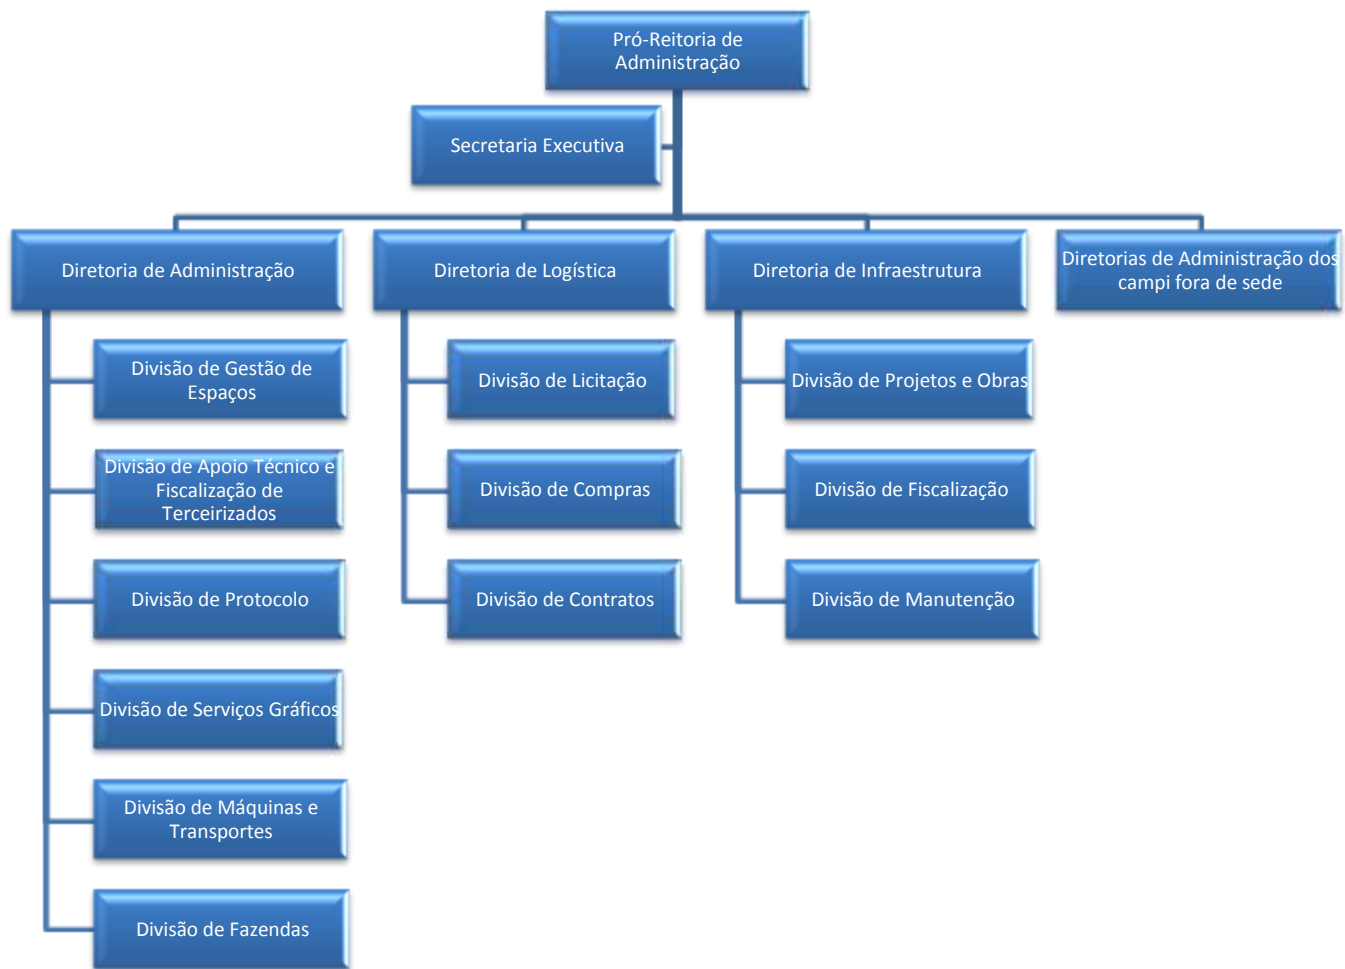 Pró-Reitoria de
Administração
Secretaria Executiva
Diretoria de Administração
Diretoria de Logística
Diretoria de Infraestrutura
Diretorias de Administração dos
campi fora de sede
Divisão de Gestão de
Espaços
Divisão de Licitação
Divisão de Projetos e Obras
Divisão de Apoio Técnico e
Fiscalização de
Terceirizados
Divisão de Compras
Divisão de Fiscalização
Divisão de Protocolo
Divisão de Contratos
Divisão de Manutenção
Divisão de Serviços Gráficos
Divisão de Máquinas e
Transportes
Divisão de Fazendas